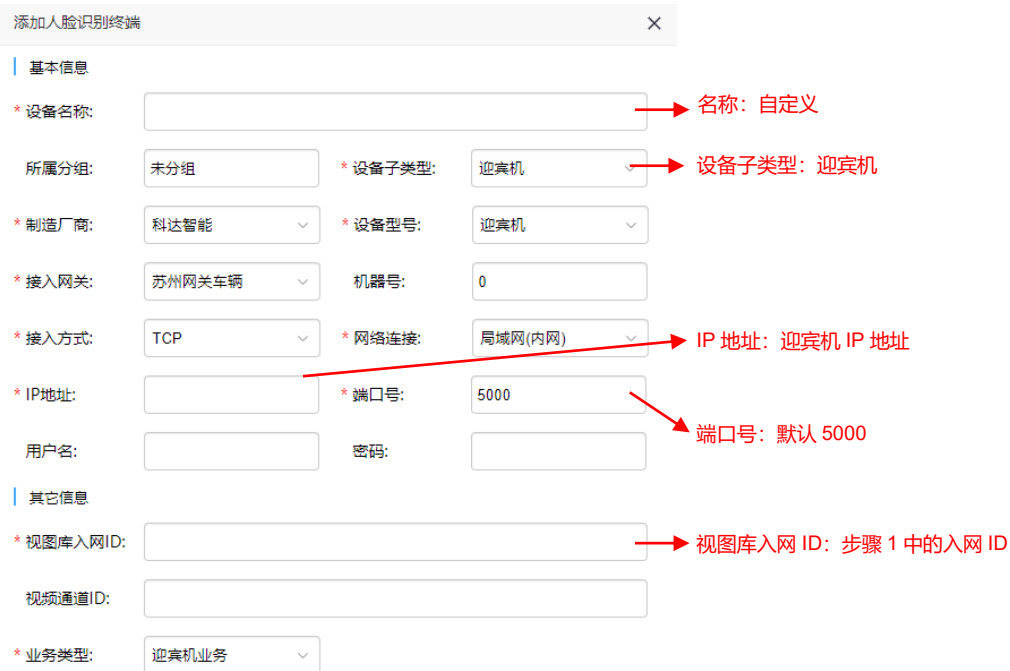 添加人脸识别终端
基本信息
* 设备名称:
名称：自定义
所属分组: 未分组 * 设备子类型: 迎宾机
设备子类型：迎宾机
* 制造厂商: 科达智能 * 设备型号: 迎宾机
* 接入网关: 苏州网关车辆 机器号: 0
* 接入方式: TCP * 网络连接: 局域网(内网)
IP 地址：迎宾机 IP 地址
* IP地址: * 端口号: 5000
端口号：默认 5000
用户名: 密码:
其它信息
* 视图库入网ID:
视图库入网 ID：步骤 1 中的入网 ID
视频通道ID:
* 业务类型: 迎宾机业务